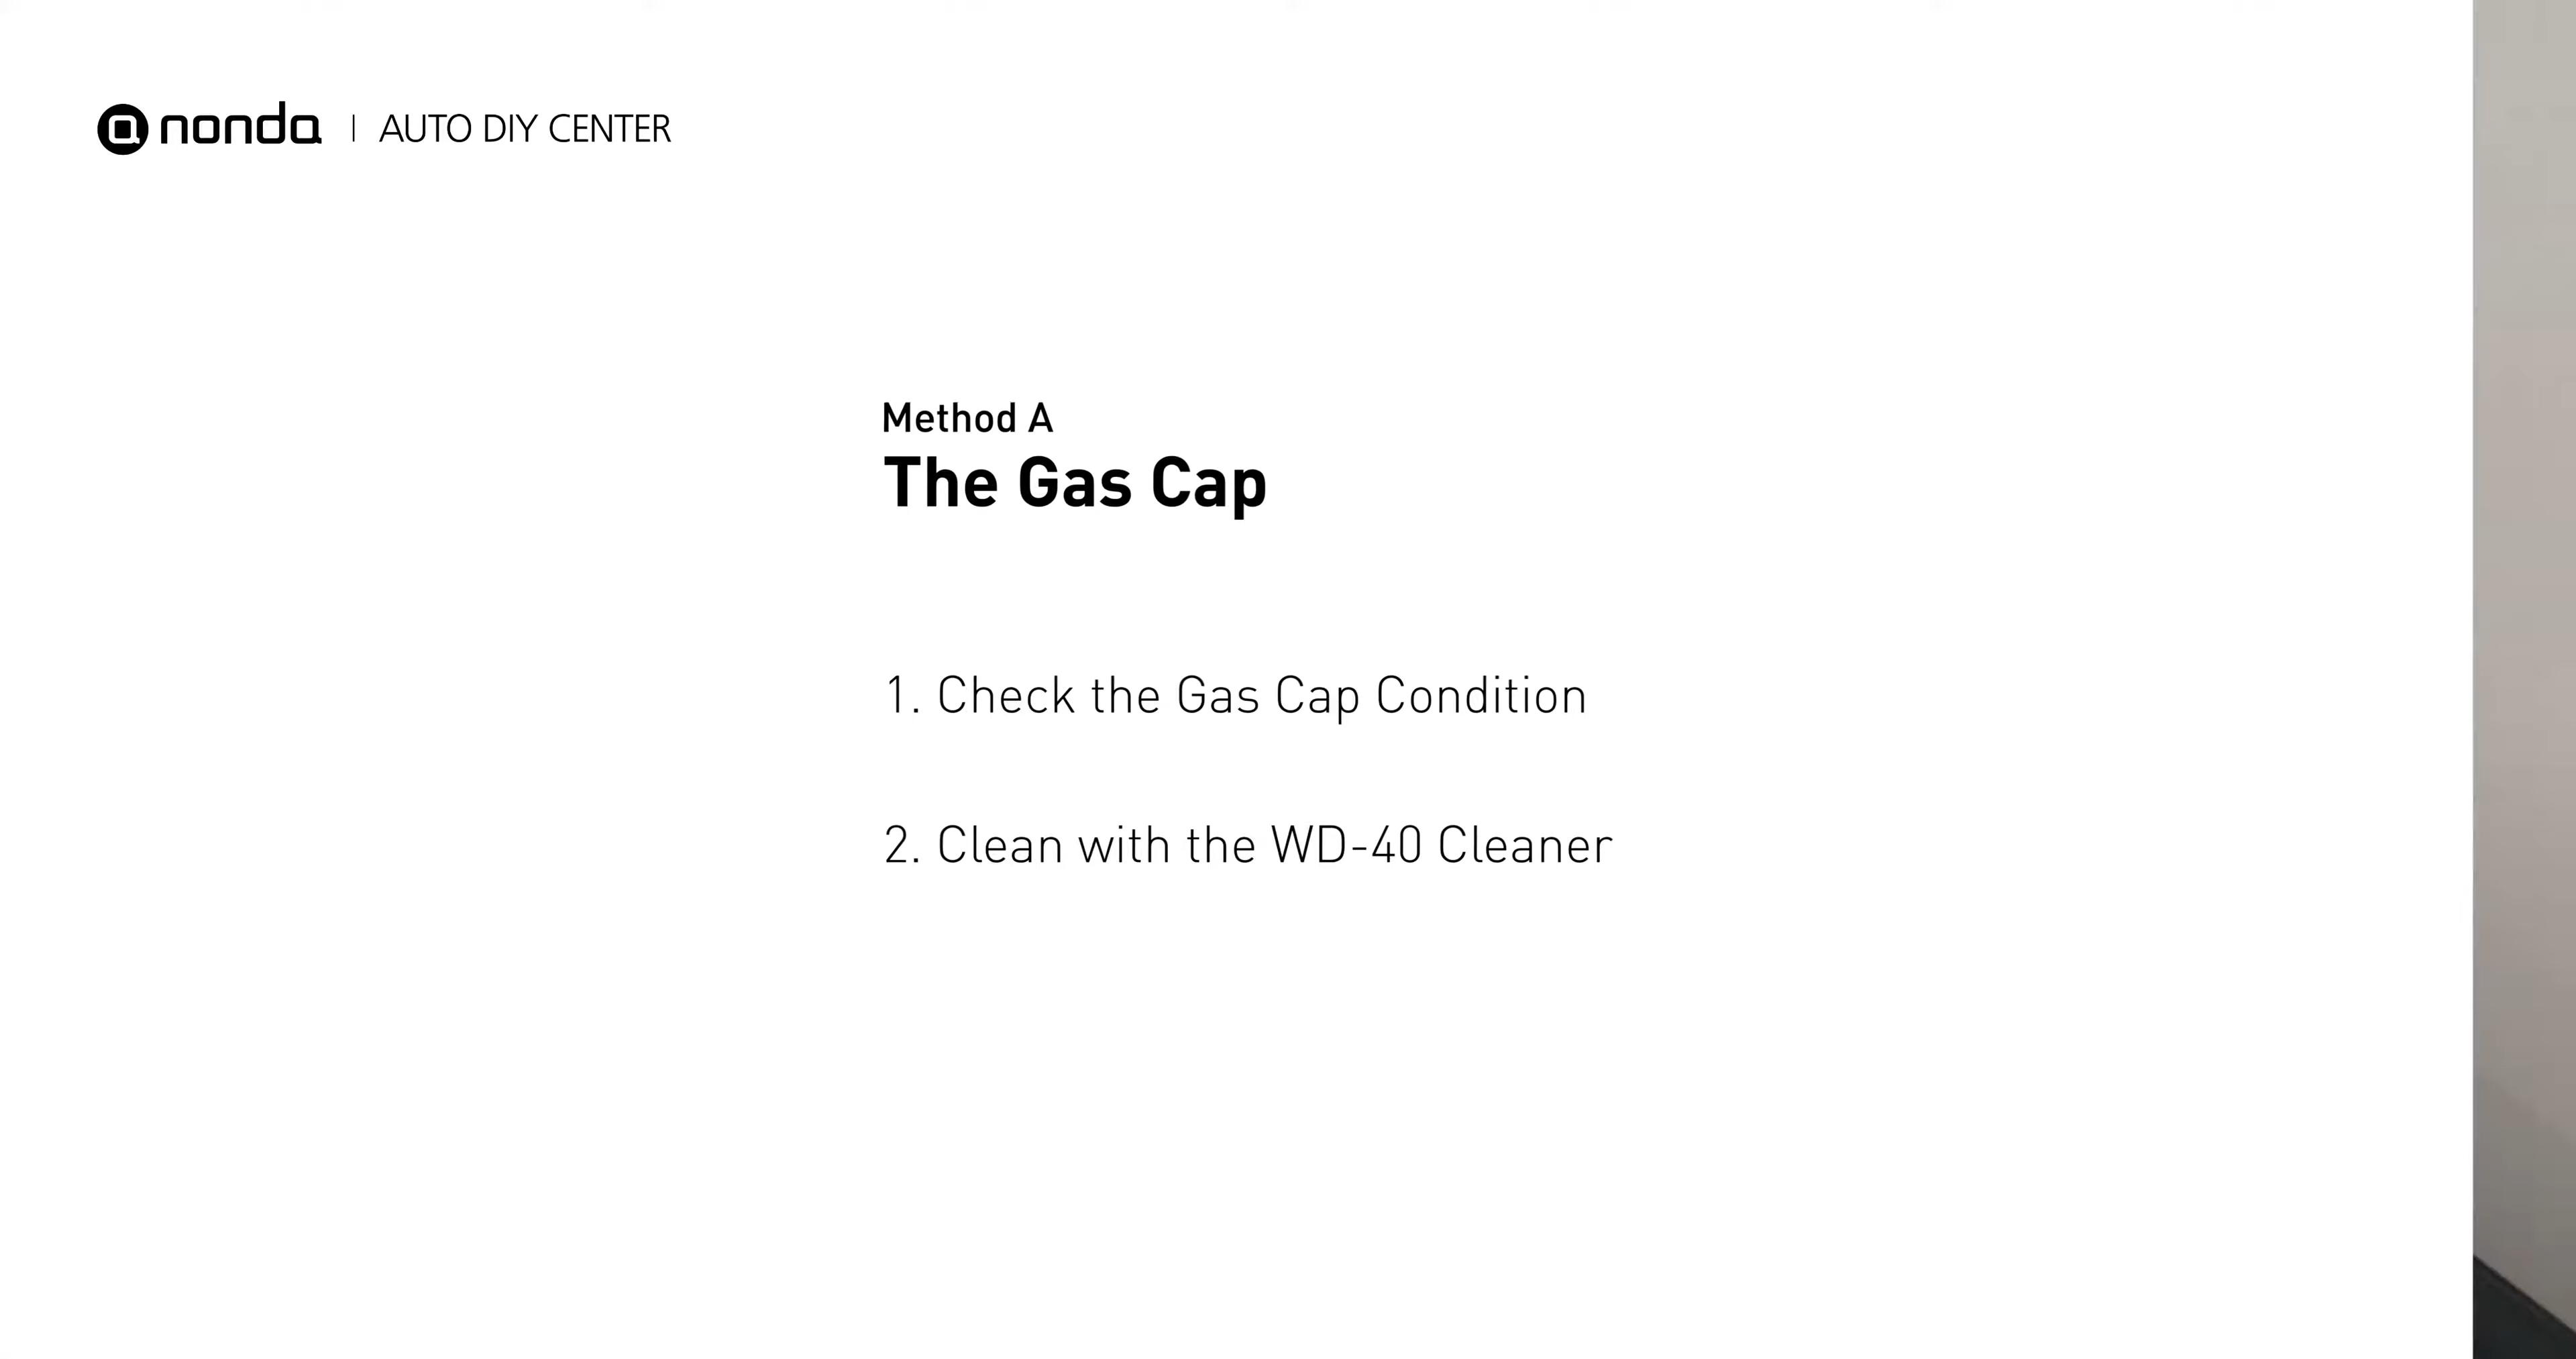 nonda | AUTO DIY CENTER
Method A
The Gas Cap
1. Check the Gas Cap Condition
2. Clean with the WD-40 Cleaner